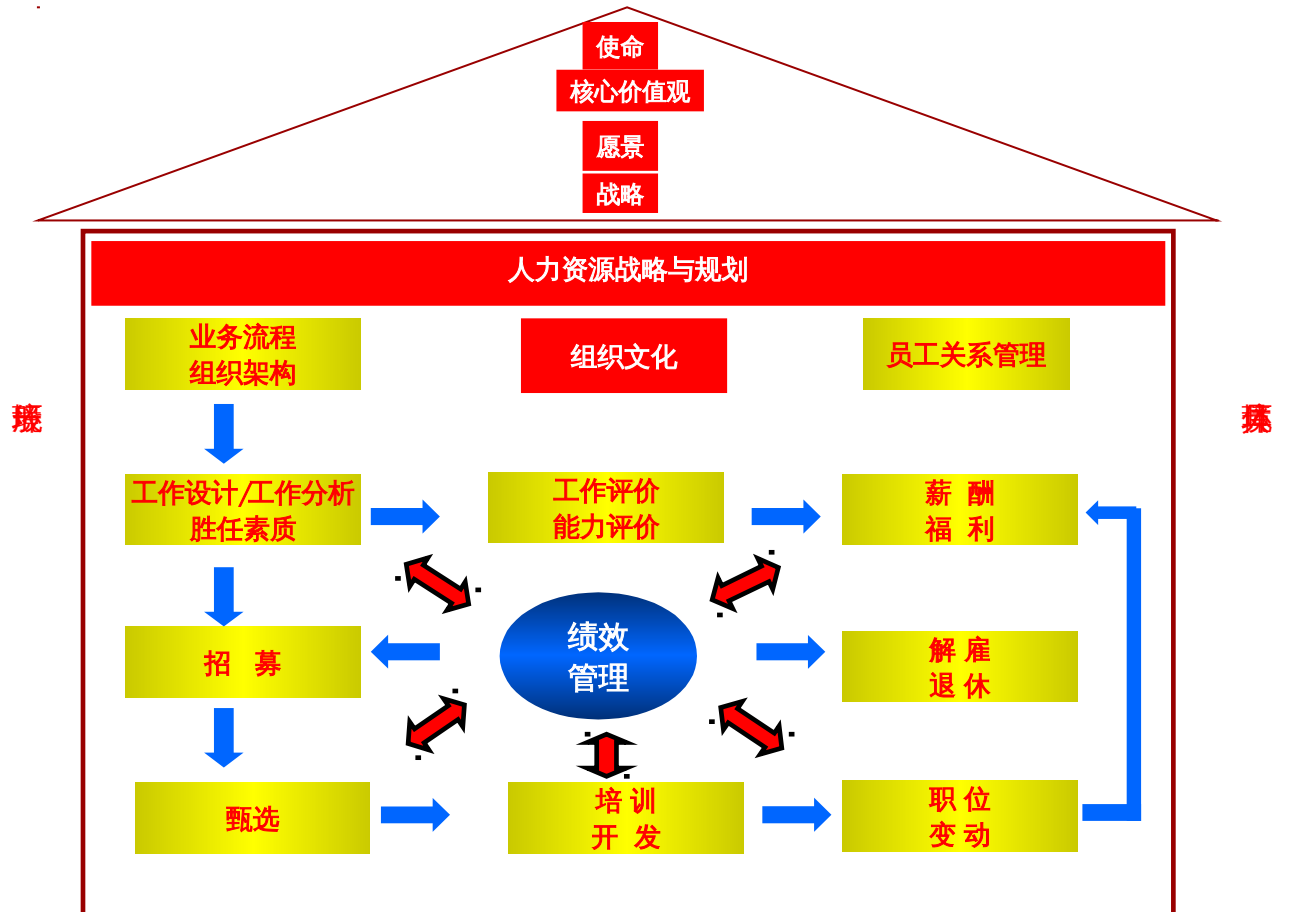 使命
核心价值观
愿景
战略
人力资源战略与规划
业务流程
组织架构
组织文化
员工关系管理
工作设计/工作分析
胜任素质
工作评价
能力评价
薪 酬
福 利
招 募
绩效
管理
解 雇
退 休
甄选
培 训
开 发
职 位
变 动